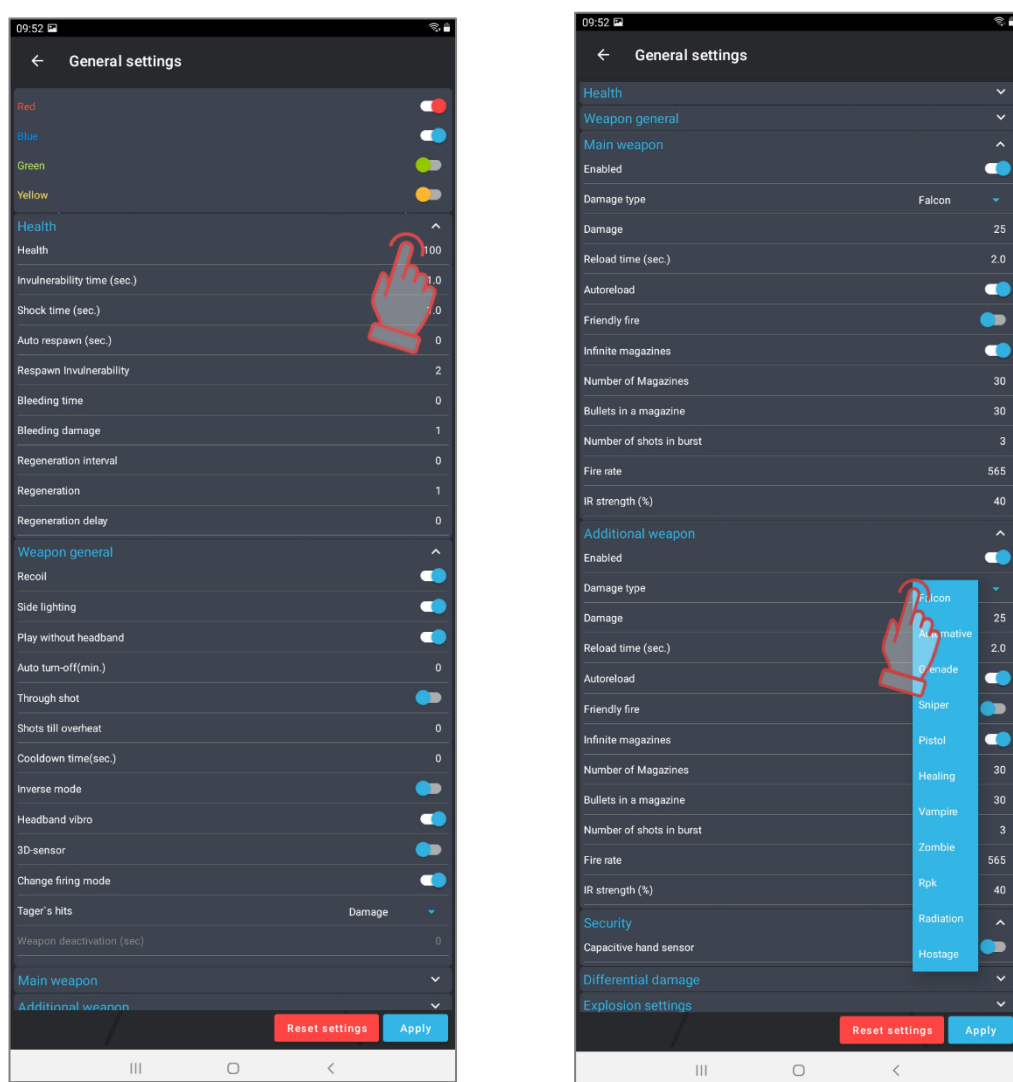 09:52
General settings
Red
Blue
Green
Yellow
Health
Health 100
Invulnerability time (sec.) 1.0
Shock time (sec.) .0
Auto respawn (sec.) 0
Respawn Invulnerability 2
Bleeding time 0
Bleeding damage 1
Regeneration interval 0
Regeneration 1
Regeneration delay 0
Weapon general
Recoil
Side lighting
Play without headband
Auto turn-off(min.) 0
Through shot
Shots till overheat 0
Cooldown time(sec.) 0
Inverse mode
Headband vibro
3D-sensor
Change firing mode
Tager`s hits Damage
Weapon deactivation (sec) 0
Main weapon
Additional weapon
Reset settings Apply
09:52
General settings
Health
Weapon general
Main weapon
Enabled
Damage type Falcon
Damage 25
Reload time (sec.) 2.0
Autoreload
Friendly fire
Infinite magazines
Number of Magazines 30
Bullets in a magazine 30
Number of shots in burst 3
Fire rate 565
IR strength (%) 40
Additional weapon
Enabled
Damage type
Falcon
Damage 25
Automative
Reload time (sec.) 2.0
Grenade
Autoreload
Sniper
Friendly fire
Infinite magazines Pistol
Number of Magazines 30
Healing
Bullets in a magazine 30
Vampire
Number of shots in burst 3
Zombie
Fire rate 565
Rpk
IR strength (%) 40
Radiation
Security
Capacitive hand sensor
Hostage
Differential damage
Explosion settings
Reset settings Apply